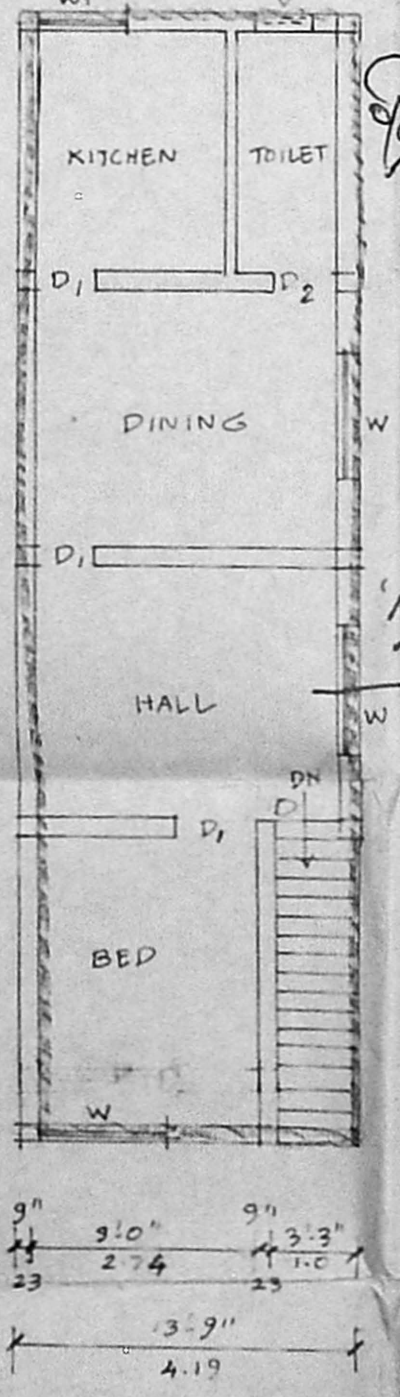 KITCHEN TOILET
D1 D2
DINING W
D1
HALL W
DN
D1 D
BED
W
9" 9'-0" 9" 3'-3"
23 2.74 23 1.0
13'-9"
4.19